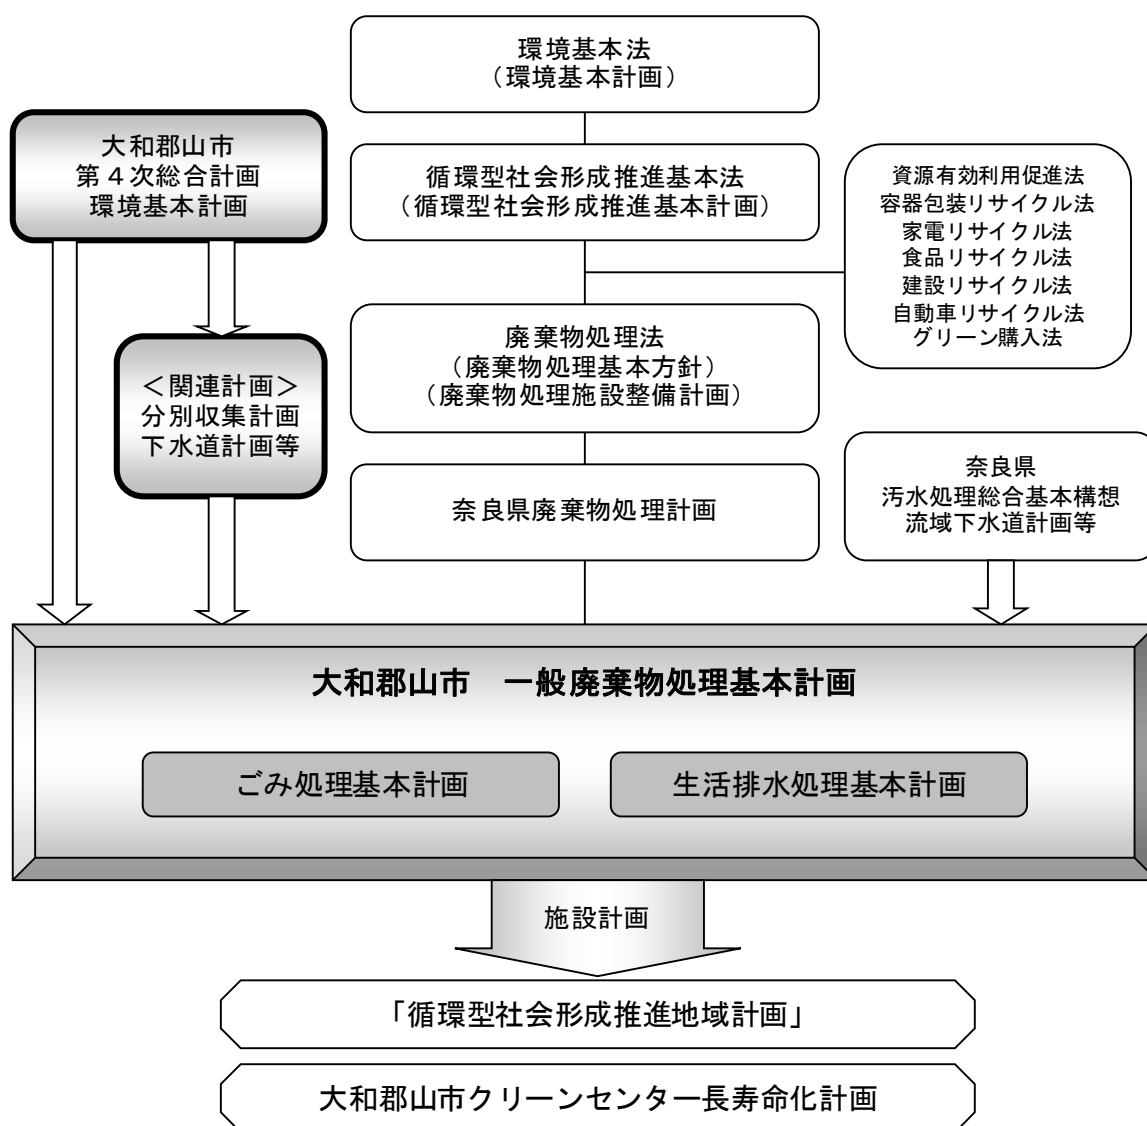 環境基本法
（環境基本計画）
大和郡山市
第４次総合計画
環境基本計画
循環型社会形成推進基本法
（循環型社会形成推進基本計画）
資源有効利用促進法
容器包装リサイクル法
家電リサイクル法
食品リサイクル法
建設リサイクル法
自動車リサイクル法
グリーン購入法
＜関連計画＞
分別収集計画
下水道計画等
廃棄物処理法
（廃棄物処理基本方針）
（廃棄物処理施設整備計画）
奈良県廃棄物処理計画
奈良県
汚水処理総合基本構想
流域下水道計画等
大和郡山市　一般廃棄物処理基本計画
ごみ処理基本計画
生活排水処理基本計画
施設計画
「循環型社会形成推進地域計画」
大和郡山市クリーンセンター長寿命化計画